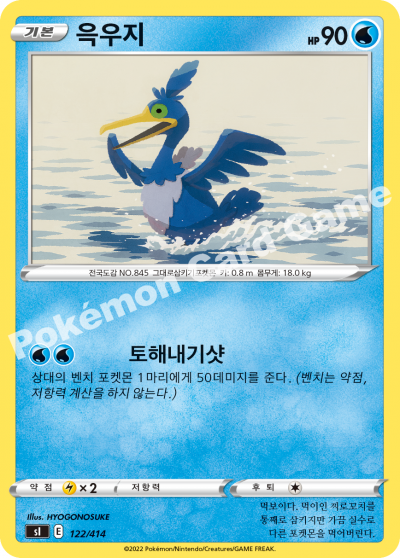 기본 윽우지 HP 90
전국도감 NO.845 그대로삼키기포켓몬 키: 0.8 m 몸무게: 18.0 kg
Pokémon Card Game
토해내기샷
상대의 벤치 포켓몬 1마리에게 50데미지를 준다. (벤치는 약점,
저항력 계산을 하지 않는다.)
약점 ×2 저항력 후퇴
Illus. HYOGONOSUKE
sI E 122/414
먹보이다. 먹이인 찌로꼬치를
통째로 삼키지만 가끔 실수로
다른 포켓몬을 먹어버린다.
©2022 Pokémon/Nintendo/Creatures/GAME FREAK.